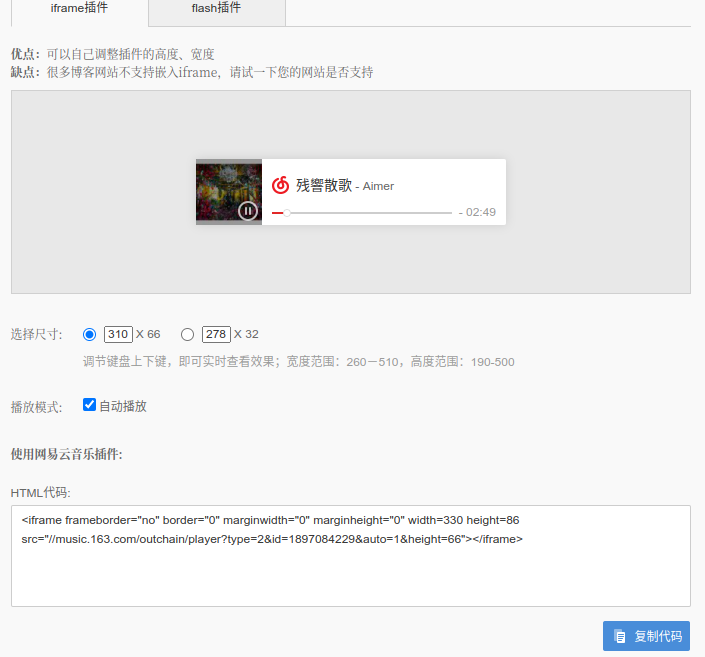 iframe插件
flash插件
优点：可以自己调整插件的高度、宽度
缺点：很多博客网站不支持嵌入iframe，请试一下您的网站是否支持
残響散歌 - Aimer
- 02:49
选择尺寸: 310 X 66 278 X 32
调节键盘上下键，即可实时查看效果；宽度范围：260－510，高度范围：190-500
播放模式: 自动播放
使用网易云音乐插件:
HTML代码:
<iframe frameborder="no" border="0" marginwidth="0" marginheight="0" width=330 height=86
src="//music.163.com/outchain/player?type=2&id=1897084229&auto=1&height=66"></iframe>
复制代码